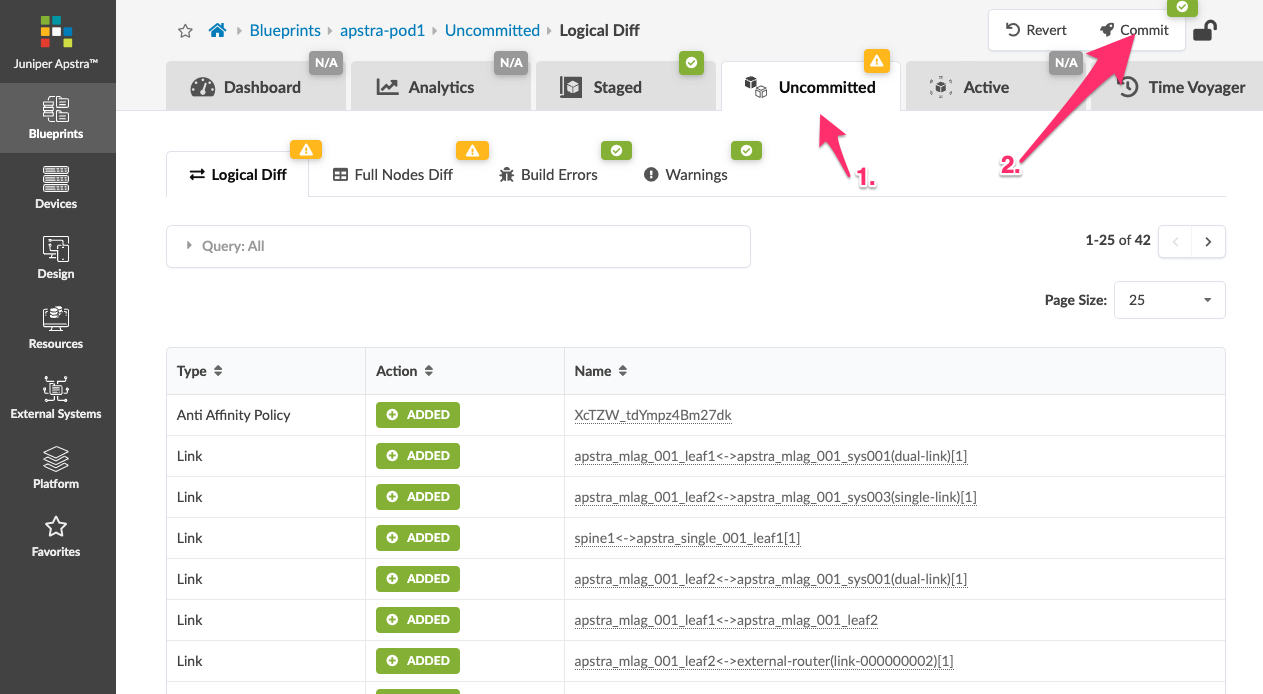 Juniper Apstra™
Blueprints
Devices
Design
Resources
External Systems
Platform
Favorites
Blueprints apstra-pod1 Uncommitted Logical Diff
Revert Commit
N/A N/A N/A
Dashboard Analytics Staged Uncommitted Active Time Voyager
1. 2.
Logical Diff Full Nodes Diff Build Errors Warnings
Query: All
1-25 of 42
Page Size: 25
Type Action Name
Anti Affinity Policy ADDED XcTZW_tdYmpz4Bm27dk
Link ADDED apstra_mlag_001_leaf1<->apstra_mlag_001_sys001(dual-link)[1]
Link ADDED apstra_mlag_001_leaf2<->apstra_mlag_001_sys003(single-link)[1]
Link ADDED spine1<->apstra_single_001_leaf1[1]
Link ADDED apstra_mlag_001_leaf2<->apstra_mlag_001_sys001(dual-link)[1]
Link ADDED apstra_mlag_001_leaf1<->apstra_mlag_001_leaf2
Link ADDED apstra_mlag_001_leaf2<->external-router(link-000000002)[1]